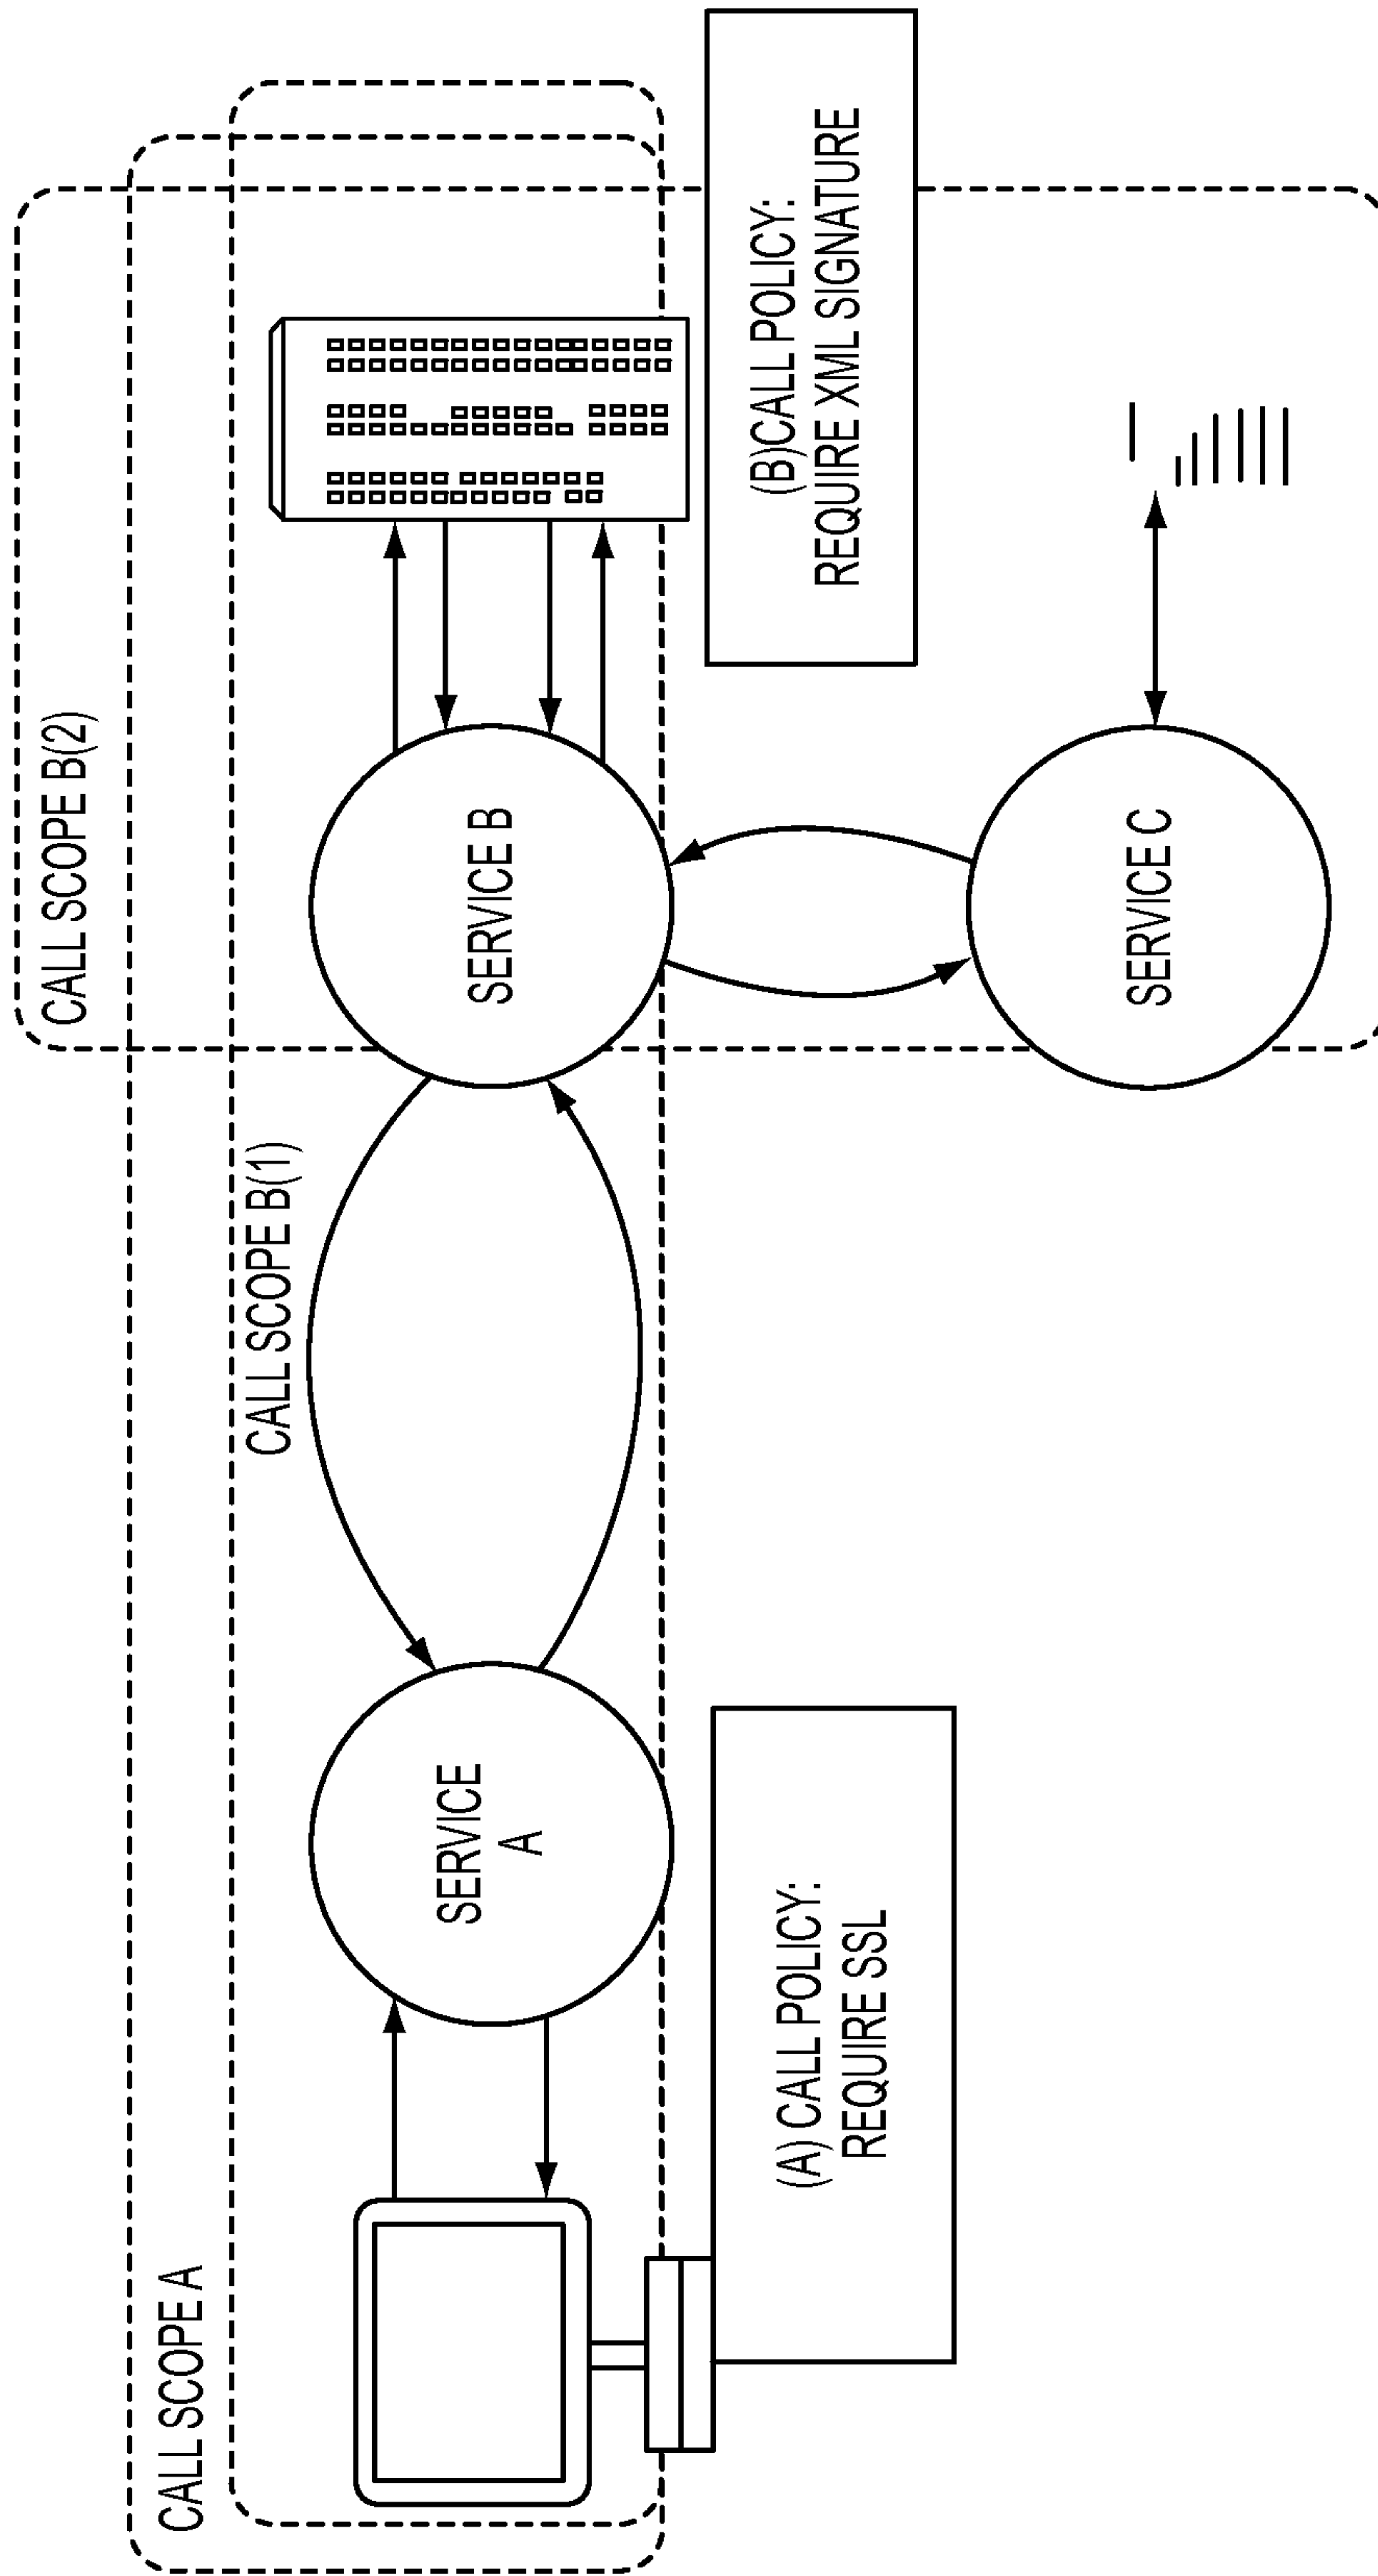 CALL SCOPE B(2)
CALL SCOPE A
CALL SCOPE B(1)
SERVICE
A
SERVICE B
(A) CALL POLICY:
REQUIRE SSL
(B)CALL POLICY:
REQUIRE XML SIGNATURE
SERVICE C